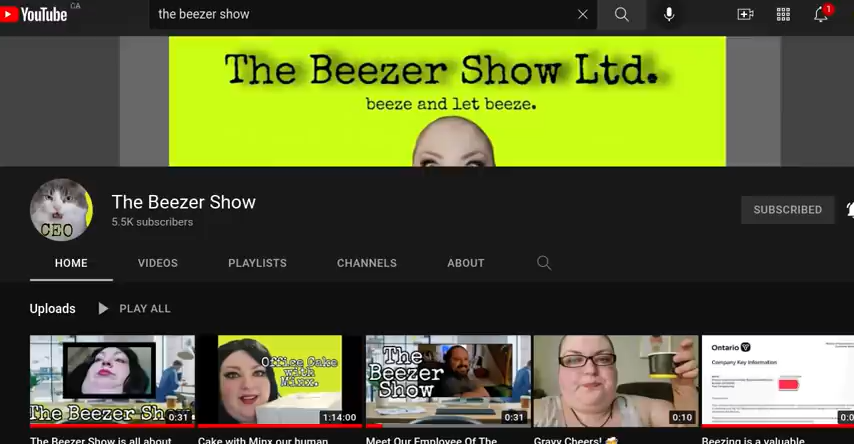 YouTube CA
the beezer show
1
The Beezer Show Ltd.
beeze and let beeze.
CEO
The Beezer Show
5.5K subscribers
SUBSCRIBED
HOME VIDEOS PLAYLISTS CHANNELS ABOUT
Uploads PLAY ALL
The Beezer Sh
0:31
Office Cake
with
Minx.
1:14:00
The
Beezer
Show
0:31
0:10
Ontario
Company Key Information
0:0
The Beezer Show is all about
Cake with Minx our human
Meet Our Employee Of The
Gravy Cheers! 🍻
Beezing is a valuable